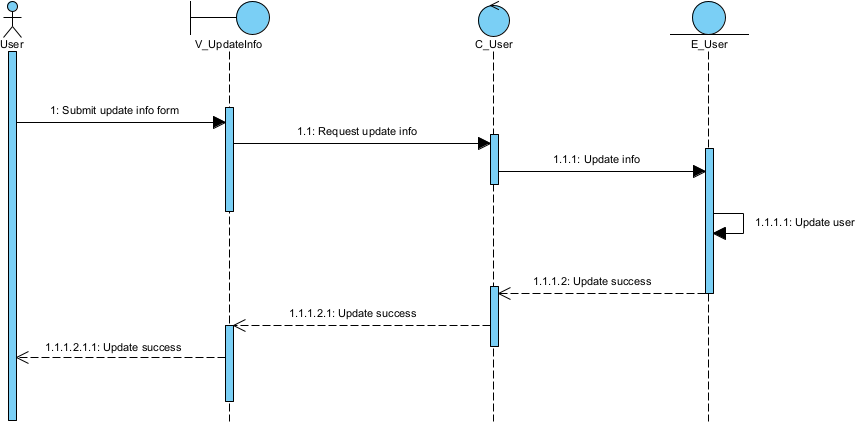 User
V_UpdateInfo
C_User
E_User
1: Submit update info form
1.1: Request update info
1.1.1: Update info
1.1.1.1: Update user
1.1.1.2: Update success
1.1.1.2.1: Update success
1.1.1.2.1.1: Update success